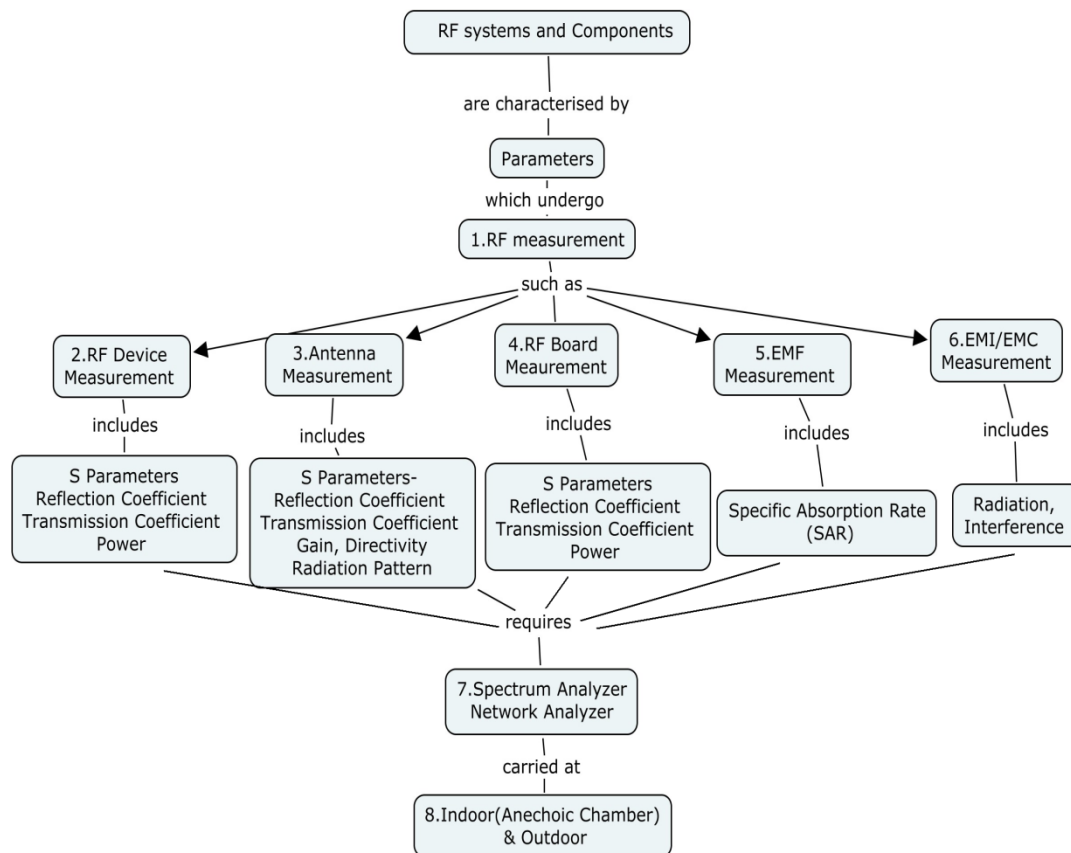 RF systems and Components
are characterised by
Parameters
which undergo
1.RF measurement
such as
2.RF Device
Measurement
3.Antenna
Measurement
4.RF Board
Maurement
5.EMF
Measurement
6.EMI/EMC
Measurement
includes
includes
includes
includes
includes
S Parameters
Reflection Coefficient
Transmission Coefficient
Power
S Parameters-
Reflection Coefficient
Transmission Coefficient
Gain, Directivity
Radiation Pattern
S Parameters
Reflection Coefficient
Transmission Coefficient
Power
Specific Absorption Rate
(SAR)
Radiation,
Interference
requires
7.Spectrum Analyzer
Network Analyzer
carried at
8.Indoor(Anechoic Chamber)
& Outdoor